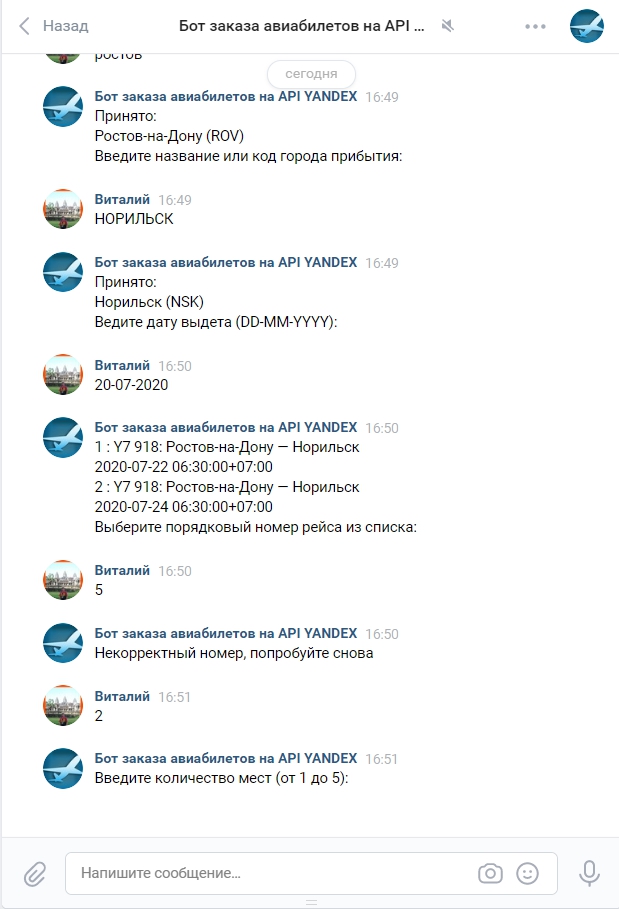 Назад
Бот заказа авиабилетов на API ...
ростов
сегодня
Бот заказа авиабилетов на API YANDEX 16:49
Принято:
Ростов-на-Дону (ROV)
Введите название или код города прибытия:
Виталий 16:49
НОРИЛЬСК
Бот заказа авиабилетов на API YANDEX 16:49
Принято:
Норильск (NSK)
Ведите дату выдета (DD-MM-YYYY):
Виталий 16:50
20-07-2020
Бот заказа авиабилетов на API YANDEX 16:50
1 : Y7 918: Ростов-на-Дону — Норильск
2020-07-22 06:30:00+07:00
2 : Y7 918: Ростов-на-Дону — Норильск
2020-07-24 06:30:00+07:00
Выберите порядковый номер рейса из списка:
Виталий 16:50
5
Бот заказа авиабилетов на API YANDEX 16:50
Некорректный номер, попробуйте снова
Виталий 16:51
2
Бот заказа авиабилетов на API YANDEX 16:51
Введите количество мест (от 1 до 5):
Напишите сообщение...